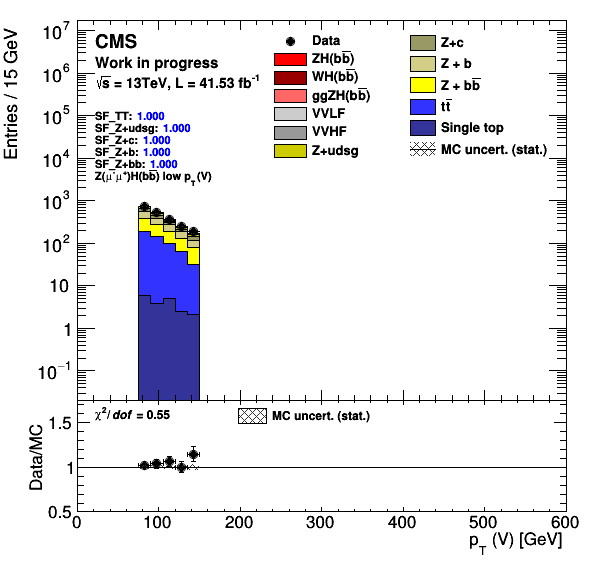 CMS
Work in progress
√s = 13TeV, L = 41.53 fb⁻¹
SF_TT: 1.000
SF_Z+udsg: 1.000
SF_Z+c: 1.000
SF_Z+b: 1.000
SF_Z+bb: 1.000
Z(μ⁻μ⁺)H(bb̅) low p_T(V)
Data
ZH(bb̅)
WH(bb̅)
ggZH(bb̅)
VVLF
VVHF
Z+udsg
Z+c
Z + b
Z + bb̅
tt̅
Single top
MC uncert. (stat.)
Entries / 15 GeV
10⁷
10⁶
10⁵
10⁴
10³
10²
10
1
10⁻¹
χ²/dof = 0.55
MC uncert. (stat.)
Data/MC
1.5
1
0.5
0 100 200 300 400 500 600
p_T (V) [GeV]